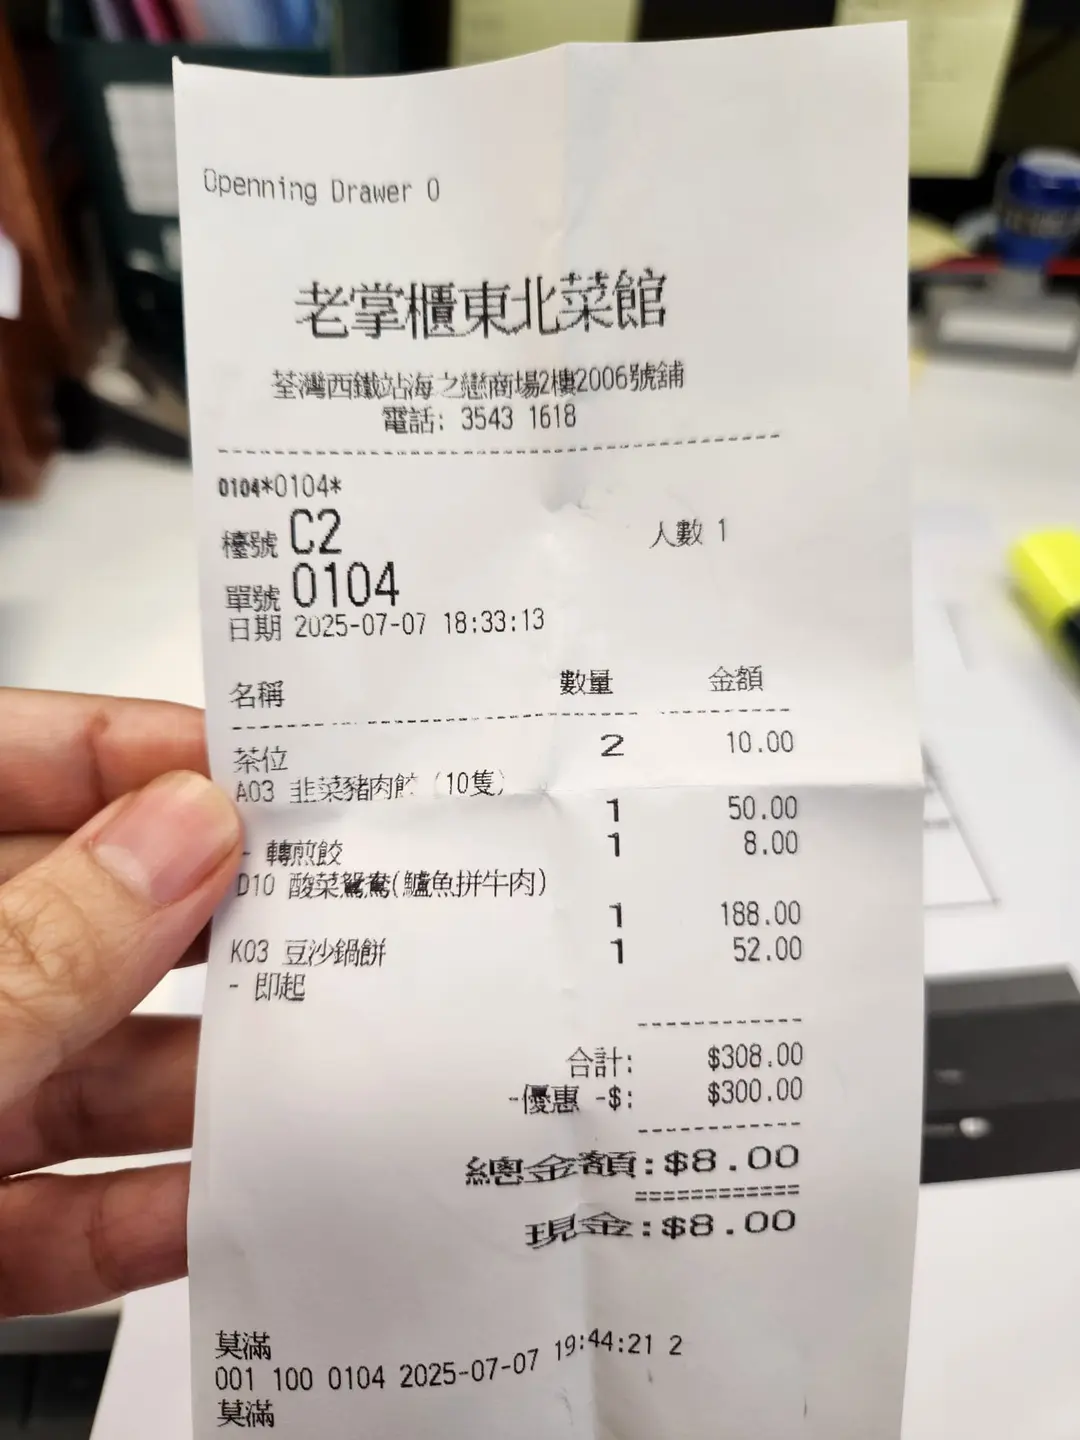 Openning Drawer 0
老掌櫃東北菜館
荃灣西鐵站海之戀商場2樓2006號舖
電話: 3543 1618
0104*0104*
檯號 C2 人數 1
單號 0104
日期 2025-07-07 18:33:13
名稱 數量 金額
茶位 2 10.00
A03 韭菜豬肉餃 (10隻)
1 50.00
- 轉煎餃 1 8.00
D10 酸菜鴛鴦(鱸魚拼牛肉)
1 188.00
K03 豆沙鍋餅 1 52.00
- 即起
合計: $308.00
-優惠 -$: $300.00
總金額:$8.00
現金:$8.00
莫滿
001 100 0104 2025-07-07 19:44:21 2
莫滿